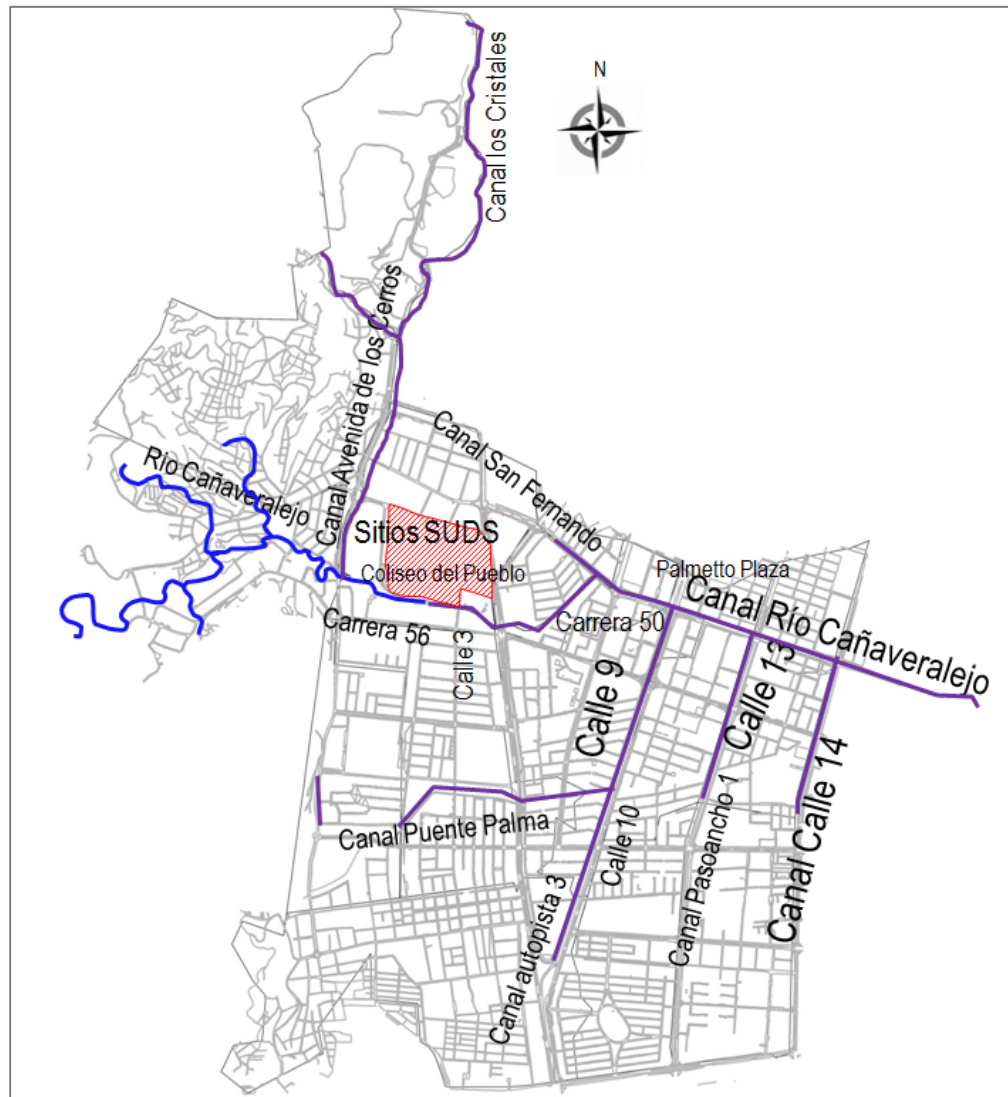 N
Canal los Cristales
Canal Avenida de los Cerros
Canal San Fernando
Río Cañaveralejo
Sitios SUDS
Coliseo del Pueblo
Palmetto Plaza
Canal Río Cañaveralejo
Carrera 56
Carrera 50
Calle 3
Calle 9
Calle 13
Calle 14
Canal Puente Palma
Calle 10
Canal Pasoancho 1
Canal Calle 14
Canal autopista 3